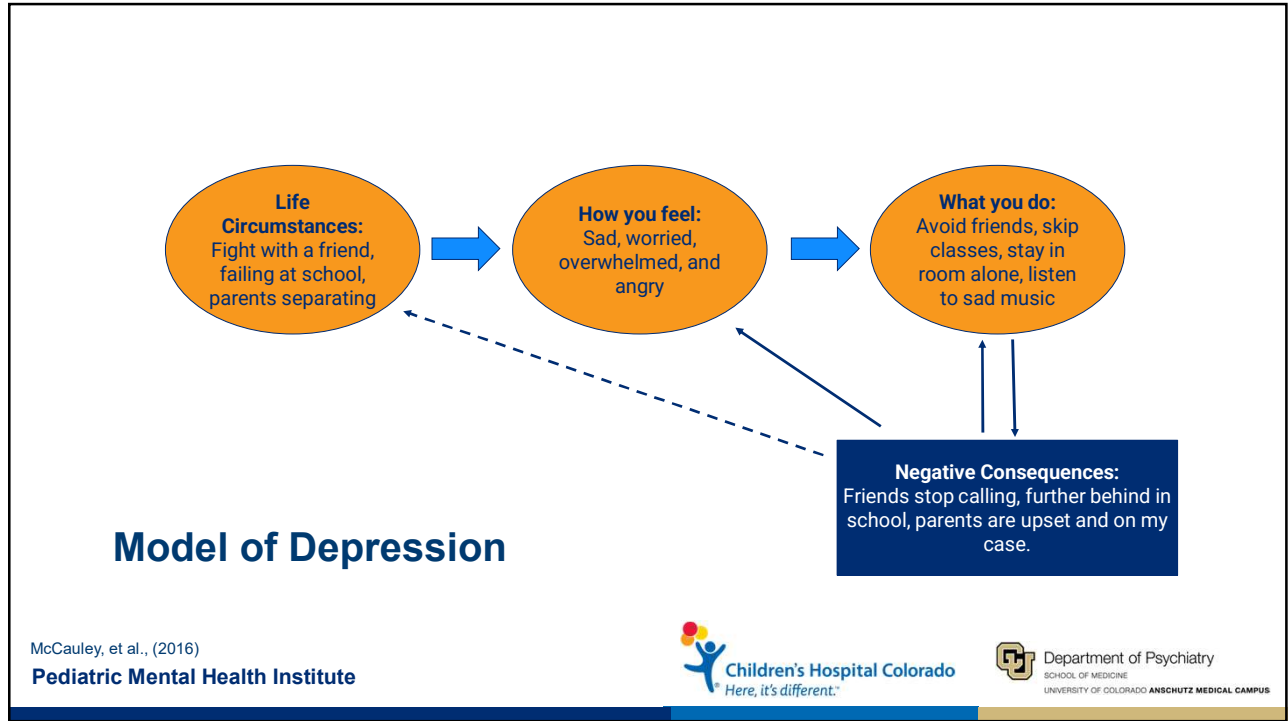 Life
Circumstances:
Fight with a friend,
failing at school,
parents separating
How you feel:
Sad, worried,
overwhelmed, and
angry
What you do:
Avoid friends, skip
classes, stay in
room alone, listen
to sad music
Negative Consequences:
Friends stop calling, further behind in
school, parents are upset and on my
case.
Model of Depression
McCauley, et al., (2016)
Pediatric Mental Health Institute
Children's Hospital Colorado
Here, it's different.™
Department of Psychiatry
SCHOOL OF MEDICINE
UNIVERSITY OF COLORADO ANSCHUTZ MEDICAL CAMPUS